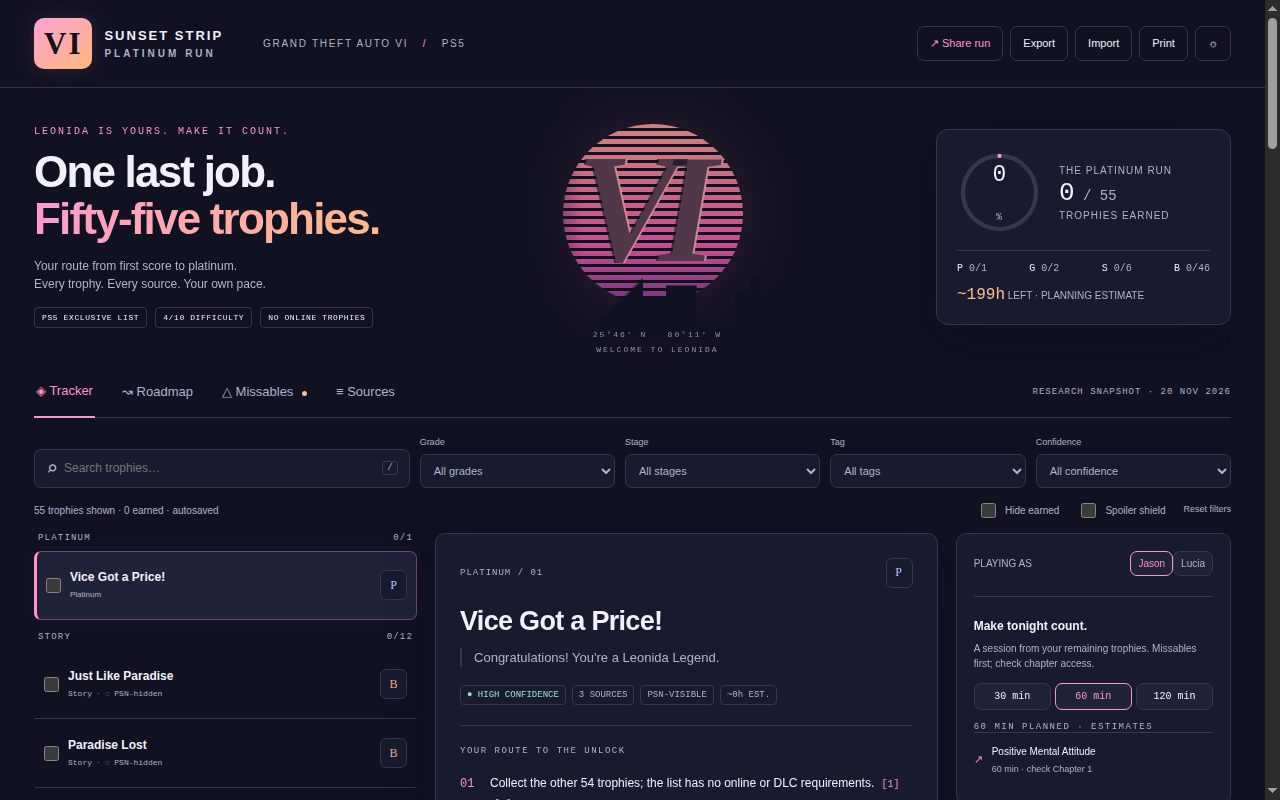 VI
SUNSET STRIP
PLATINUM RUN
GRAND THEFT AUTO VI / PS5
↗ Share run
Export
Import
Print
☼
LEONIDA IS YOURS. MAKE IT COUNT.
One last job.
Fifty-five trophies.
Your route from first score to platinum.
Every trophy. Every source. Your own pace.
PS5 EXCLUSIVE LIST
4/10 DIFFICULTY
NO ONLINE TROPHIES
VI
25°46' N 80°11' W
WELCOME TO LEONIDA
0
%
THE PLATINUM RUN
0 / 55
TROPHIES EARNED
P 0/1 G 0/2 S 0/6 B 0/46
~199h LEFT · PLANNING ESTIMATE
◈ Tracker
↝ Roadmap
△ Missables
≡ Sources
RESEARCH SNAPSHOT · 20 NOV 2026
Search trophies…
/
Grade
All grades
Stage
All stages
Tag
All tags
Confidence
All confidence
55 trophies shown · 0 earned · autosaved
Hide earned
Spoiler shield
Reset filters
PLATINUM 0/1
Vice Got a Price!
Platinum
P
STORY 0/12
Just Like Paradise
Story · ◌ PSN-hidden
B
Paradise Lost
Story · ◌ PSN-hidden
B
PLATINUM / 01
P
Vice Got a Price!
Congratulations! You're a Leonida Legend.
● HIGH CONFIDENCE
3 SOURCES
PSN-VISIBLE
~0h EST.
YOUR ROUTE TO THE UNLOCK
01 Collect the other 54 trophies; the list has no online or DLC requirements. [1]
PLAYING AS
Jason
Lucia
Make tonight count.
A session from your remaining trophies. Missables
first; check chapter access.
30 min
60 min
120 min
60 MIN PLANNED · ESTIMATES
↗ Positive Mental Attitude
60 min · check Chapter 1